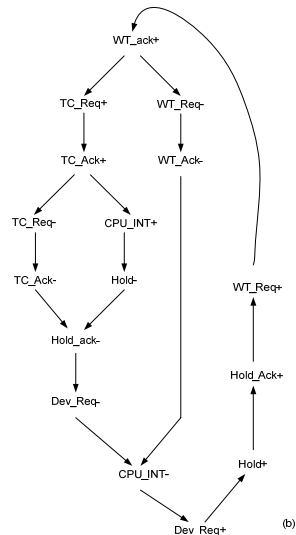 WT_ack+
TC_Req+
WT_Req-
TC_Ack+
WT_Ack-
TC_Req-
CPU_INT+
TC_Ack-
Hold-
WT_Req+
Hold_ack-
Hold_Ack+
Dev_Req-
CPU_INT-
Hold+
Dev_Req+
(b)